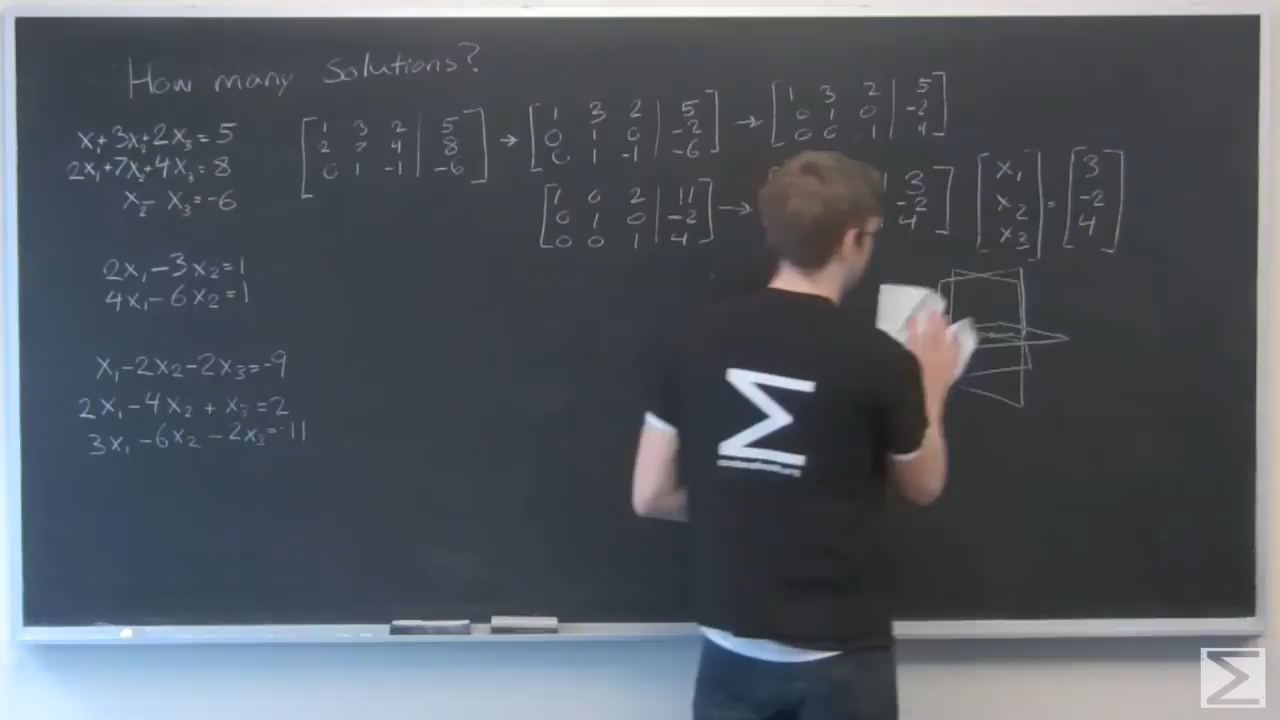 How many Solutions?
x₁+3x₂+2x₃=5
2x₁+7x₂+4x₃=8
x₂-x₃=-6
[1 3 2 | 5]
[2 7 4 | 8]
[0 1 -1 | -6]
→
[1 3 2 | 5]
[0 1 0 | -2]
[0 1 -1 | -6]
→
[1 3 2 | 5]
[0 1 0 | -2]
[0 0 1 | 4]
[1 0 2 | 11]
[0 1 0 | -2]
[0 0 1 | 4]
→
3]
-2]
4]
[x₁] = [3]
[x₂] [-2]
[x₃] [4]
2x₁-3x₂=1
4x₁-6x₂=1
x₁-2x₂-2x₃=-9
2x₁-4x₂+x₃=2
3x₁-6x₂-2x₃=-11
Σ
Σ